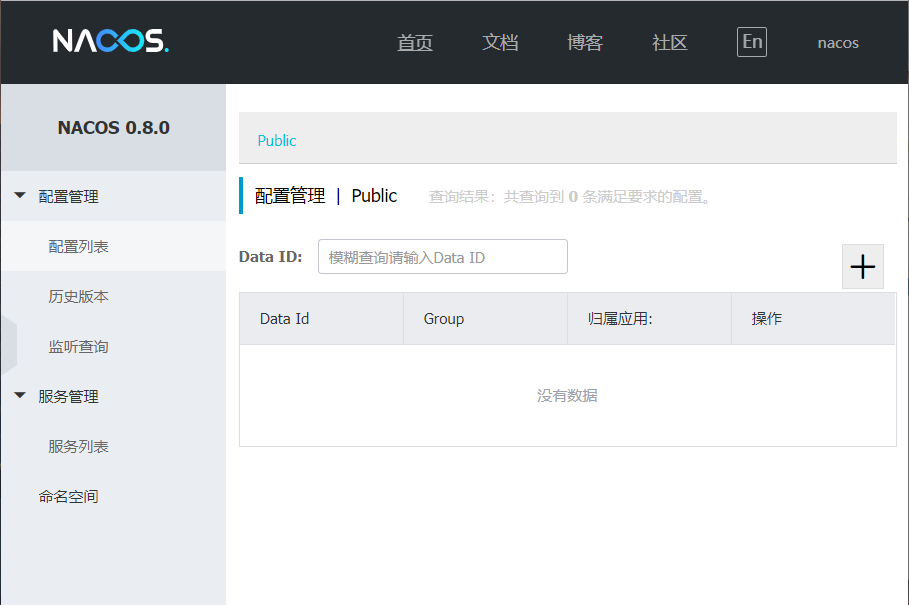 NACOS.
首页 文档 博客 社区 En nacos
NACOS 0.8.0
配置管理
配置列表
历史版本
监听查询
服务管理
服务列表
命名空间
Public
配置管理 | Public 查询结果：共查询到 0 条满足要求的配置。
Data ID: 模糊查询请输入Data ID
Data Id Group 归属应用: 操作
没有数据